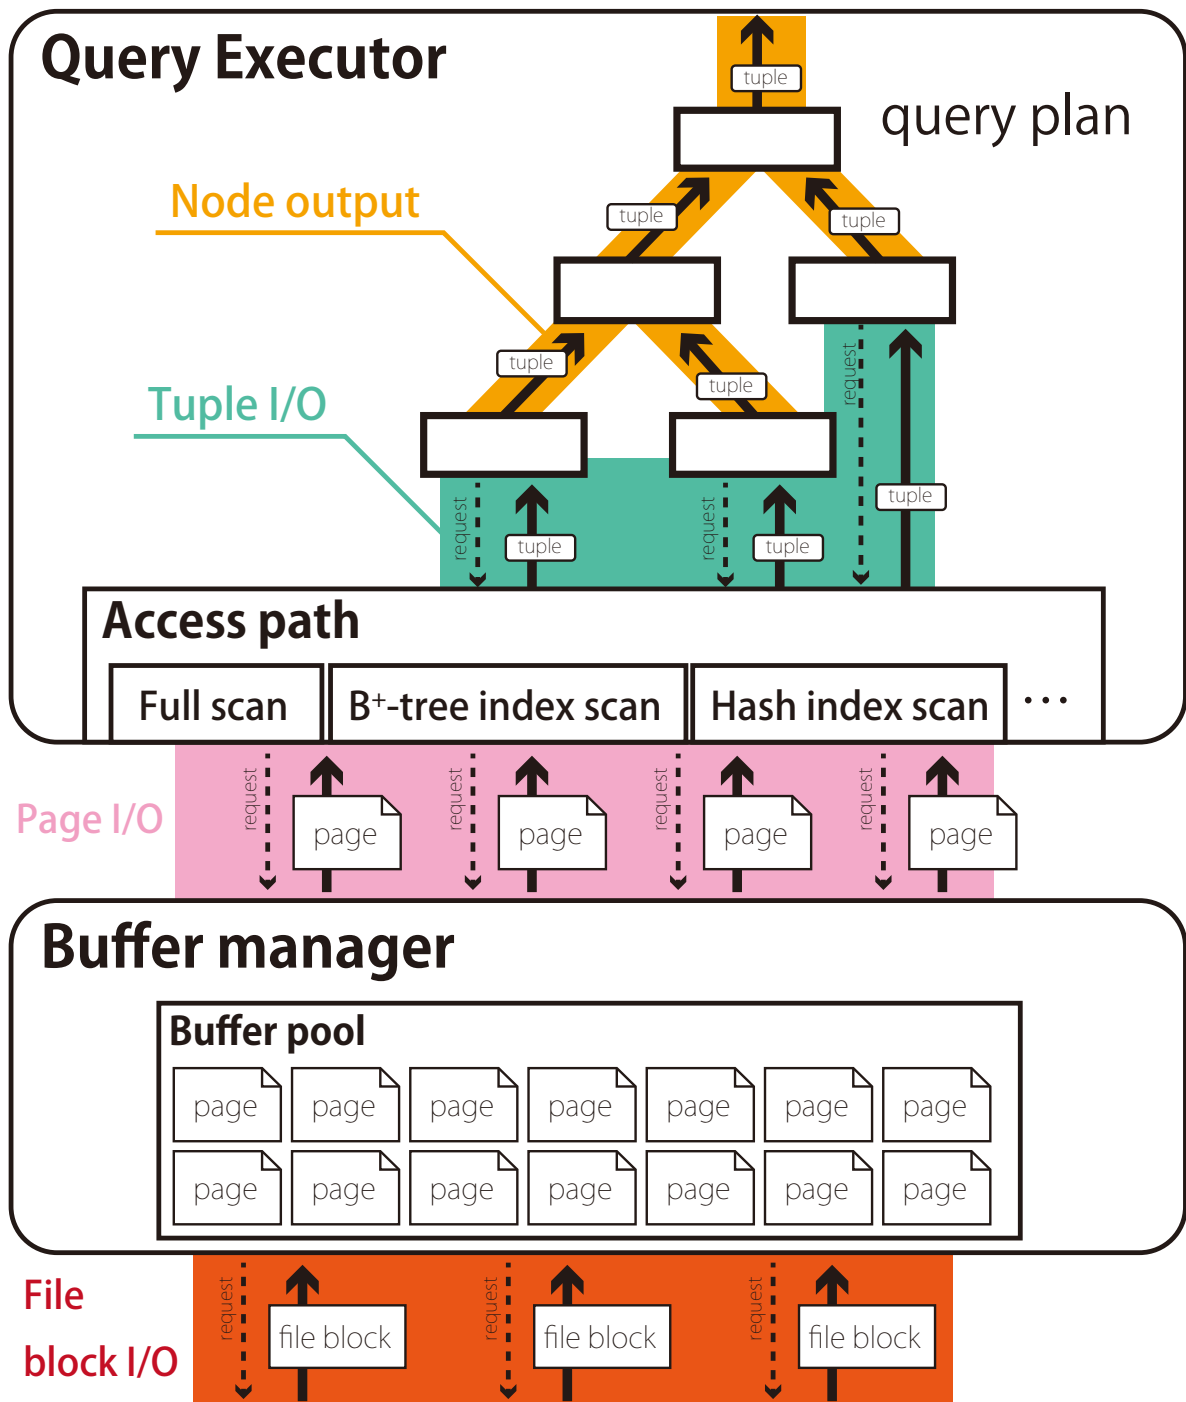 Query Executor
tuple
query plan
Node output
tuple
tuple
tuple
tuple
request
Tuple I/O
tuple
request
tuple
request
tuple
Access path
Full scan
B+-tree index scan
Hash index scan
...
Page I/O
request
page
request
page
request
page
request
page
Buffer manager
Buffer pool
page page page page page page page
page page page page page page page
File
block I/O
request
file block
request
file block
request
file block